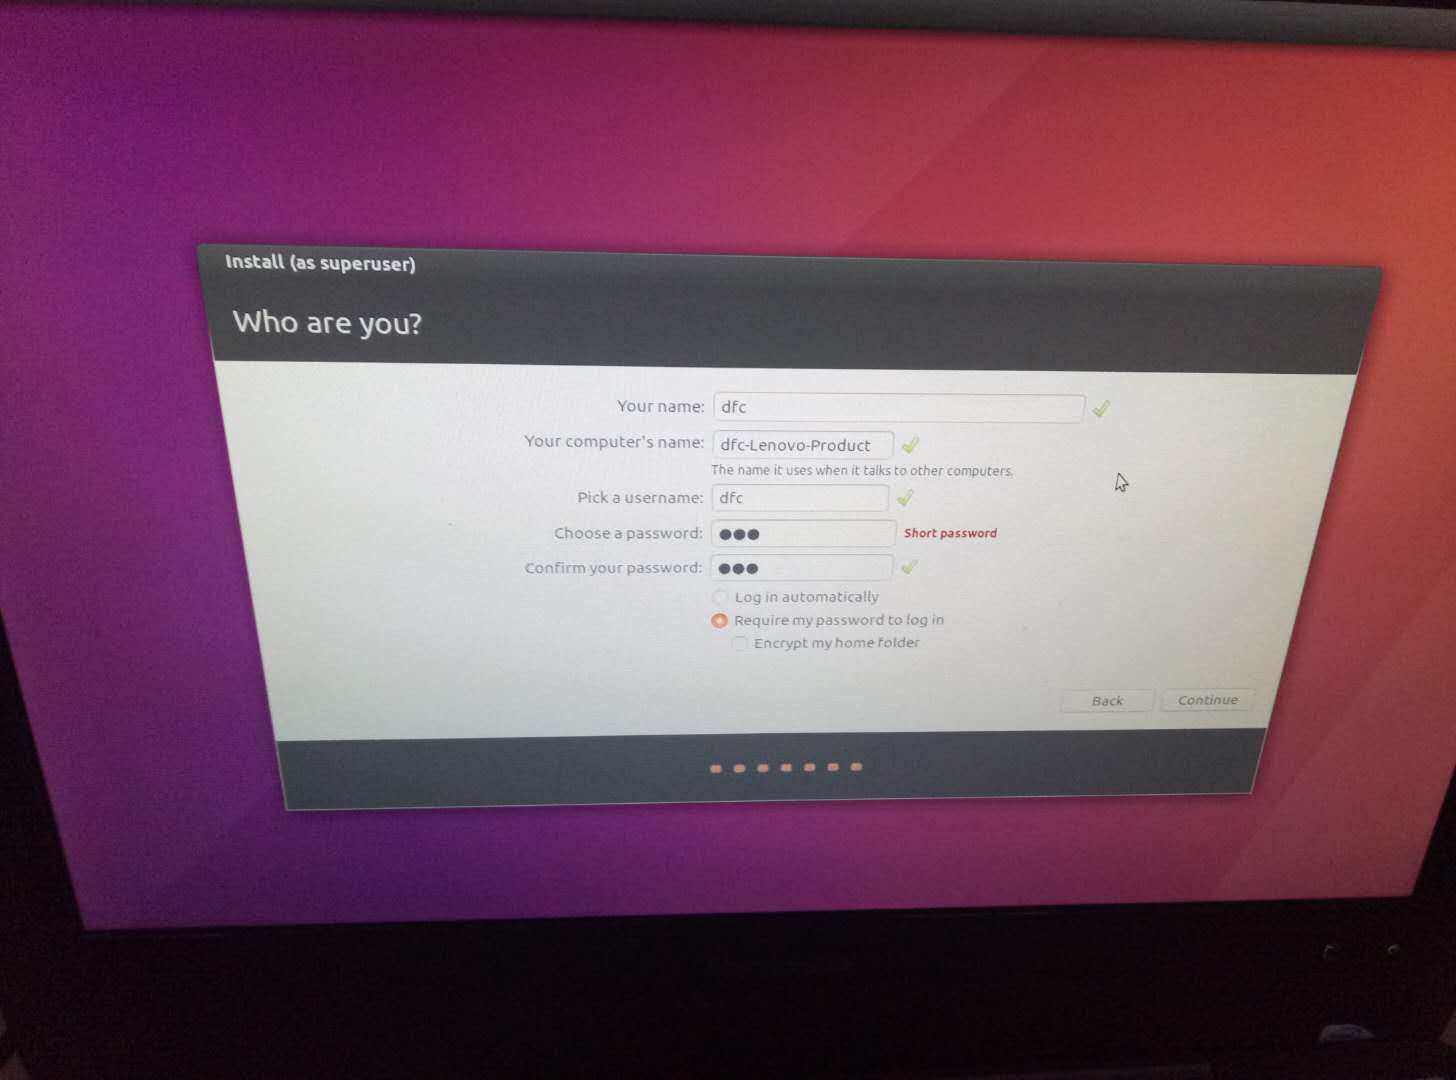 Install (as superuser)
Who are you?
Your name: dfc
Your computer's name: dfc-Lenovo-Product
The name it uses when it talks to other computers.
Pick a username: dfc
Choose a password: ●●● Short password
Confirm your password: ●●●
Log in automatically
Require my password to log in
Encrypt my home folder
Back Continue